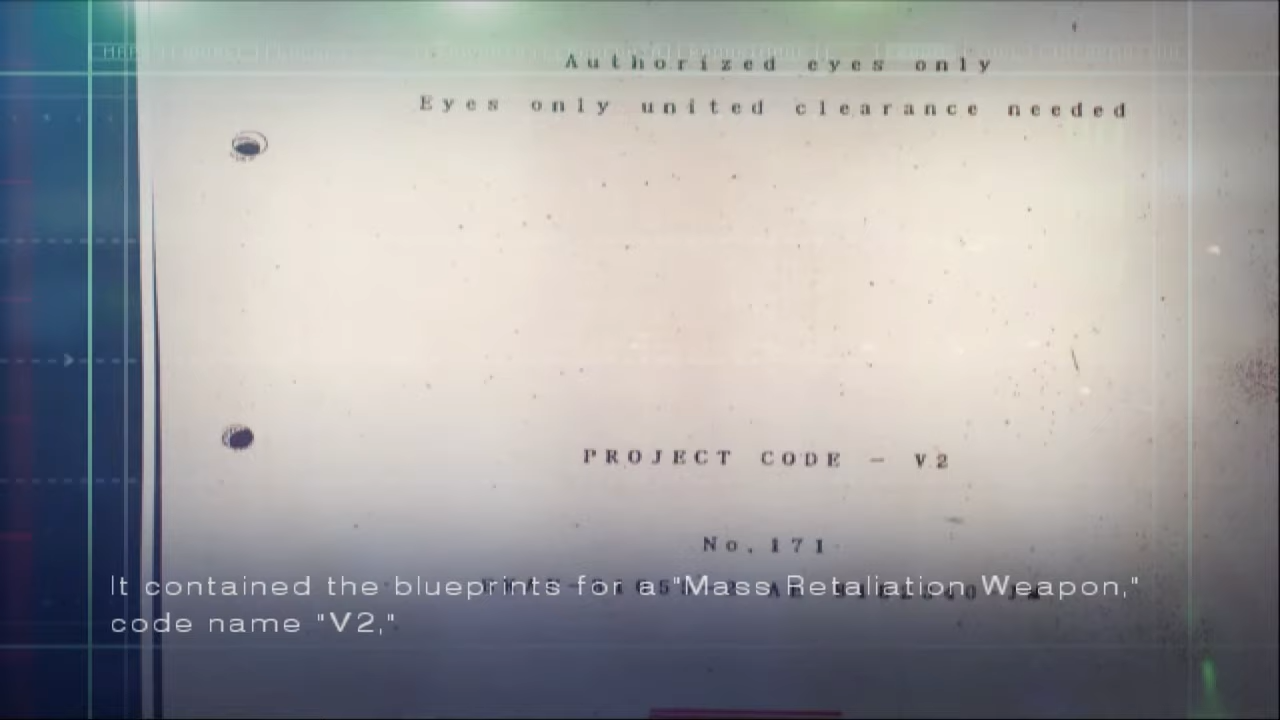 Authorized eyes only
Eyes only united clearance needed
PROJECT CODE - V2
No. 171
It contained the blueprints for a "Mass Retaliation Weapon,"
code name "V2,"